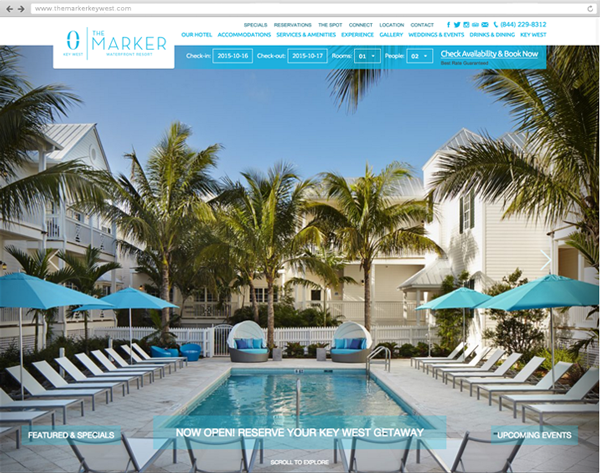 www.themarkerkeywest.com
SPECIALS RESERVATIONS THE SPOT CONNECT LOCATION CONTACT (844) 229-8312
OUR HOTEL ACCOMMODATIONS SERVICES & AMENITIES EXPERIENCE GALLERY WEDDINGS & EVENTS DRINKS & DINING KEY WEST
THE
MARKER
KEY WEST WATERFRONT RESORT
Check-in: 2015-10-16 Check-out: 2015-10-17 Rooms: 01 People: 02 Check Availability & Book Now
Best Rate Guaranteed
NOW OPEN! RESERVE YOUR KEY WEST GETAWAY
FEATURED & SPECIALS UPCOMING EVENTS
SCROLL TO EXPLORE